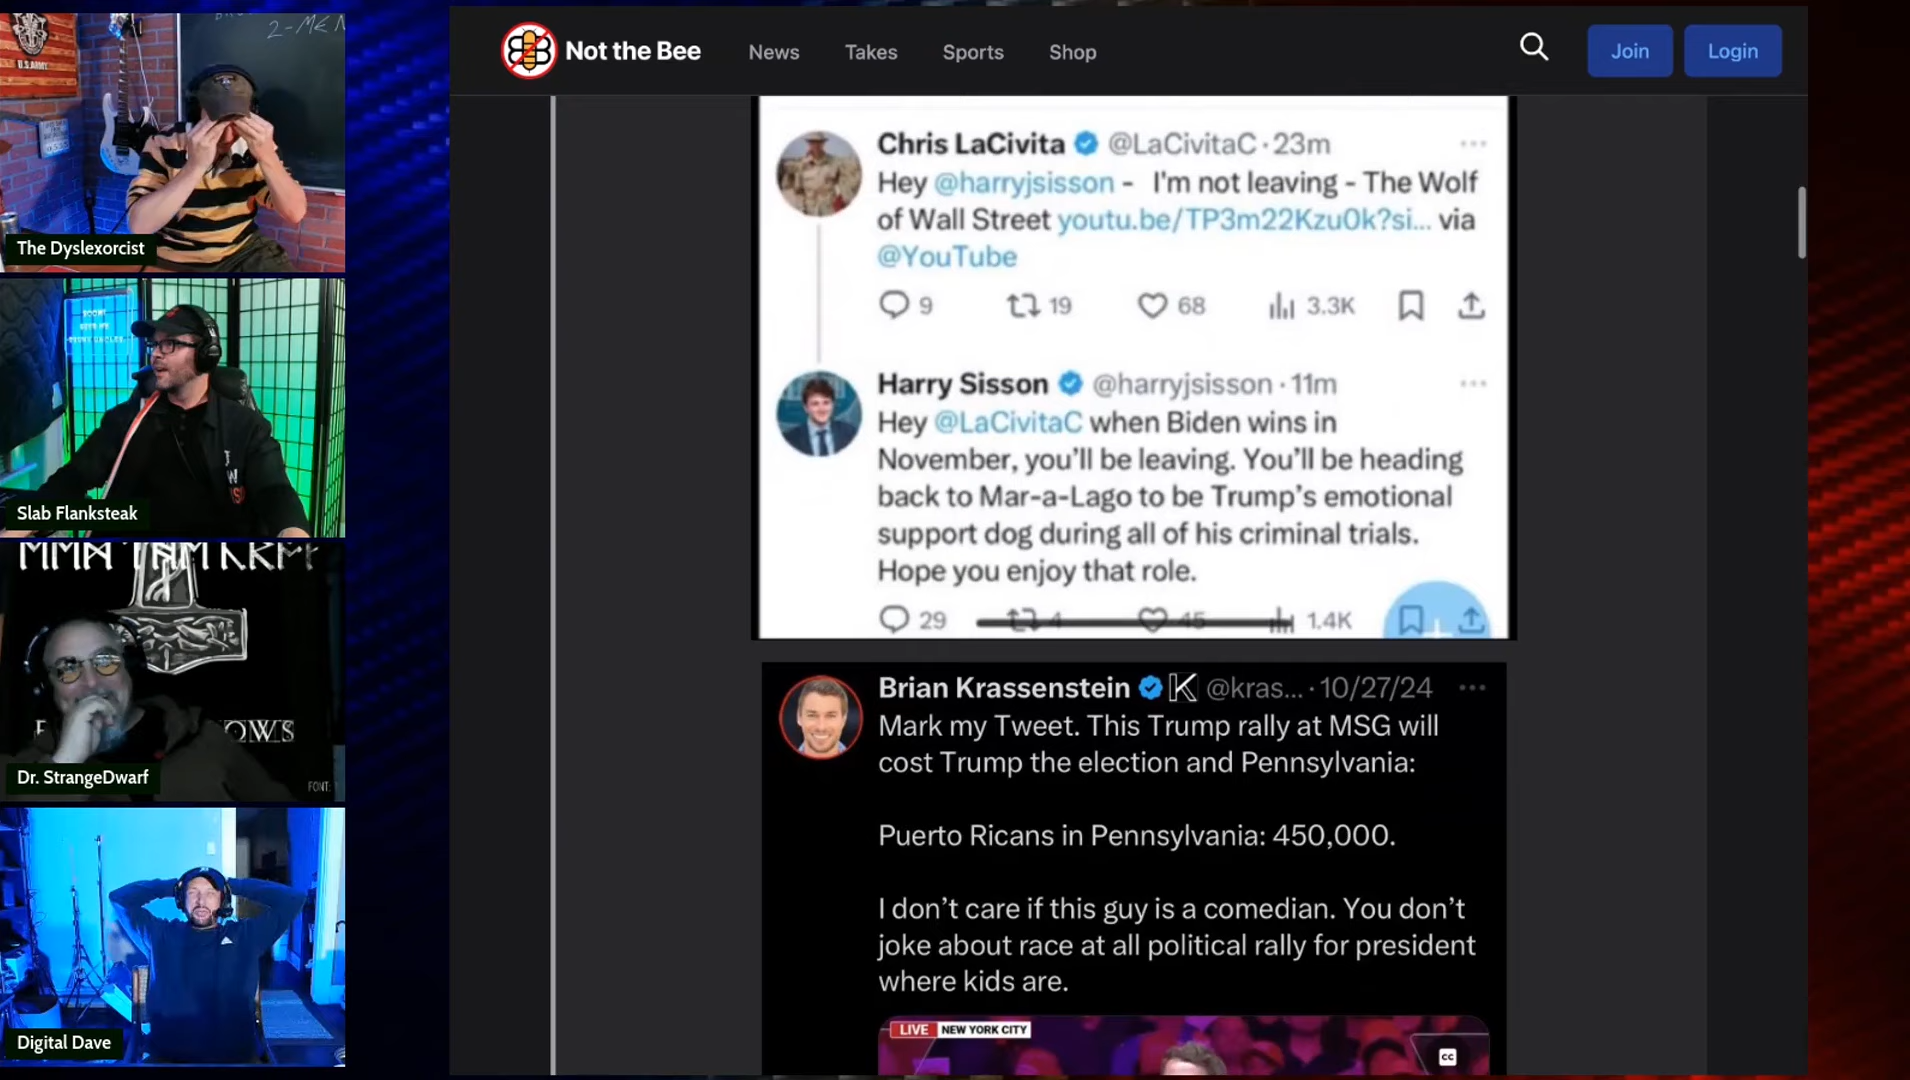 2-MEN
U.S. ARMY
The Dyslexorcist
Slab Flanksteak
OWS
FONT:
Dr. StrangeDwarf
Digital Dave
Not the Bee
News
Takes
Sports
Shop
Join
Login
Chris LaCivita @LaCivitaC · 23m
Hey @harryjsisson - I'm not leaving - The Wolf
of Wall Street youtu.be/TP3m22Kzu0k?si... via
@YouTube
9 19 68 3.3K
Harry Sisson @harryjsisson · 11m
Hey @LaCivitaC when Biden wins in
November, you'll be leaving. You'll be heading
back to Mar-a-Lago to be Trump's emotional
support dog during all of his criminal trials.
Hope you enjoy that role.
29 4 45 1.4K
Brian Krassenstein K @kras... · 10/27/24
Mark my Tweet. This Trump rally at MSG will
cost Trump the election and Pennsylvania:
Puerto Ricans in Pennsylvania: 450,000.
I don't care if this guy is a comedian. You don't
joke about race at all political rally for president
where kids are.
LIVE NEW YORK CITY
CC